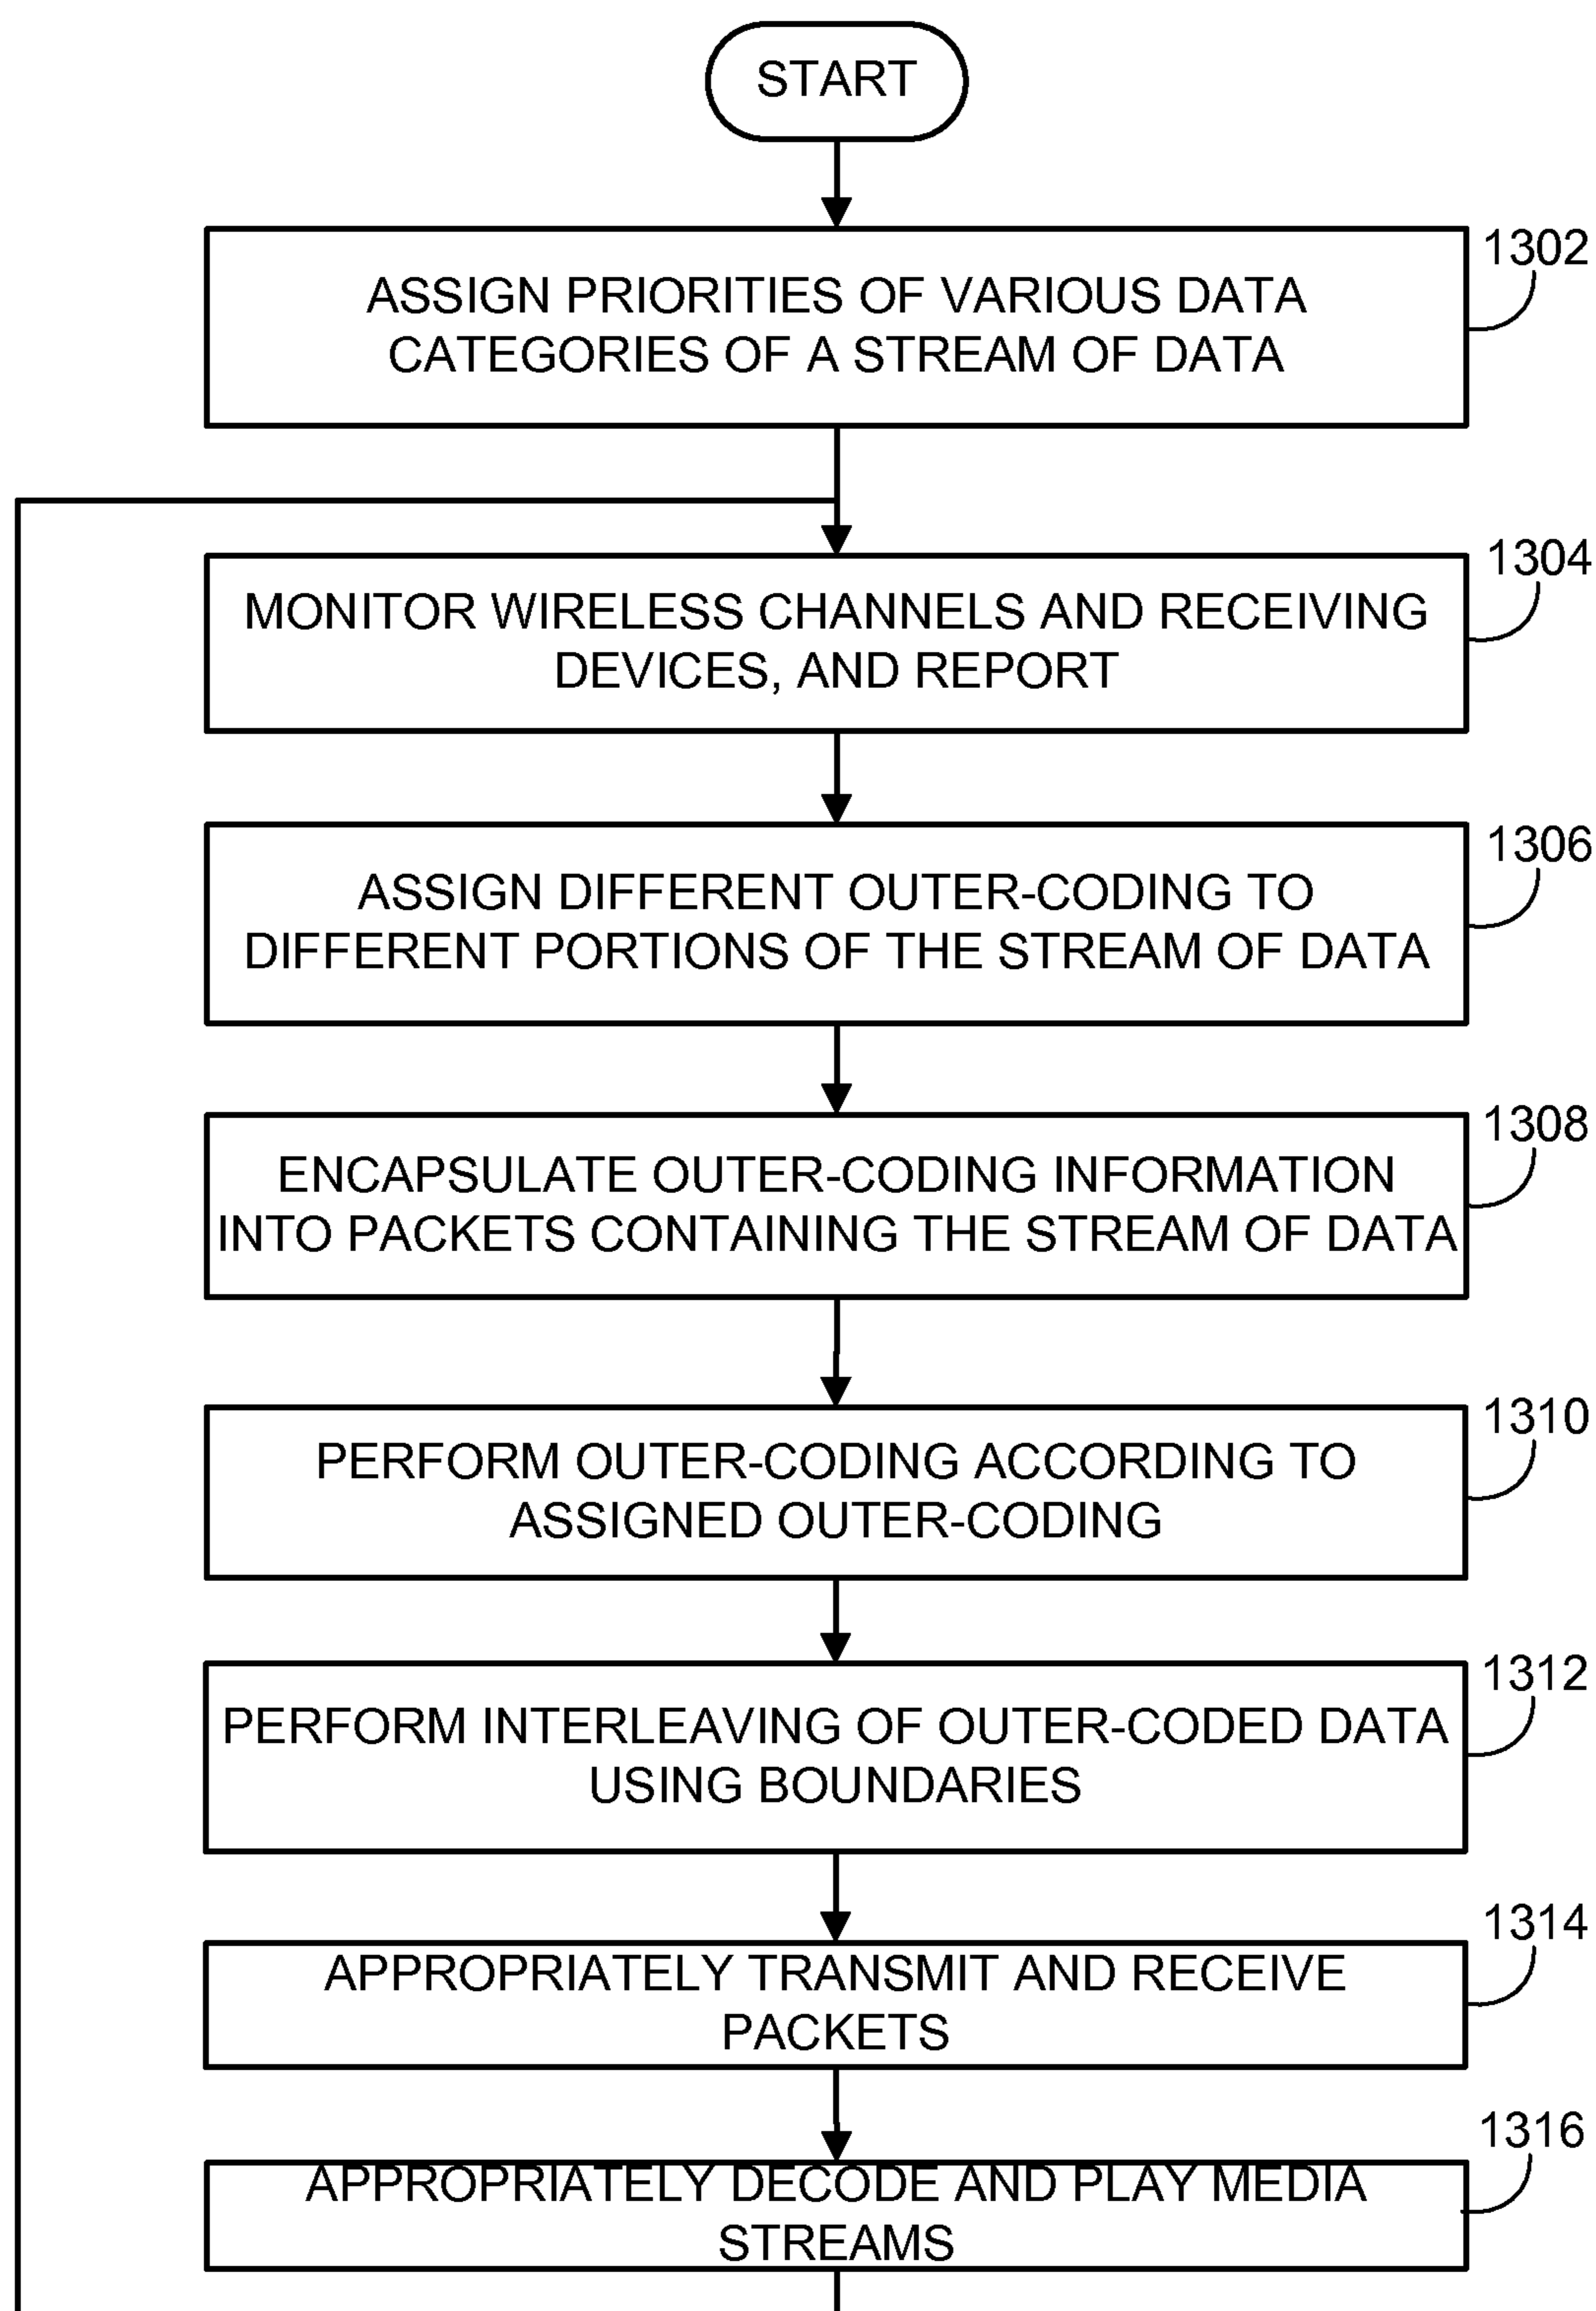 START
1302
ASSIGN PRIORITIES OF VARIOUS DATA
CATEGORIES OF A STREAM OF DATA
1304
MONITOR WIRELESS CHANNELS AND RECEIVING
DEVICES, AND REPORT
1306
ASSIGN DIFFERENT OUTER-CODING TO
DIFFERENT PORTIONS OF THE STREAM OF DATA
1308
ENCAPSULATE OUTER-CODING INFORMATION
INTO PACKETS CONTAINING THE STREAM OF DATA
1310
PERFORM OUTER-CODING ACCORDING TO
ASSIGNED OUTER-CODING
1312
PERFORM INTERLEAVING OF OUTER-CODED DATA
USING BOUNDARIES
1314
APPROPRIATELY TRANSMIT AND RECEIVE
PACKETS
1316
APPROPRIATELY DECODE AND PLAY MEDIA
STREAMS